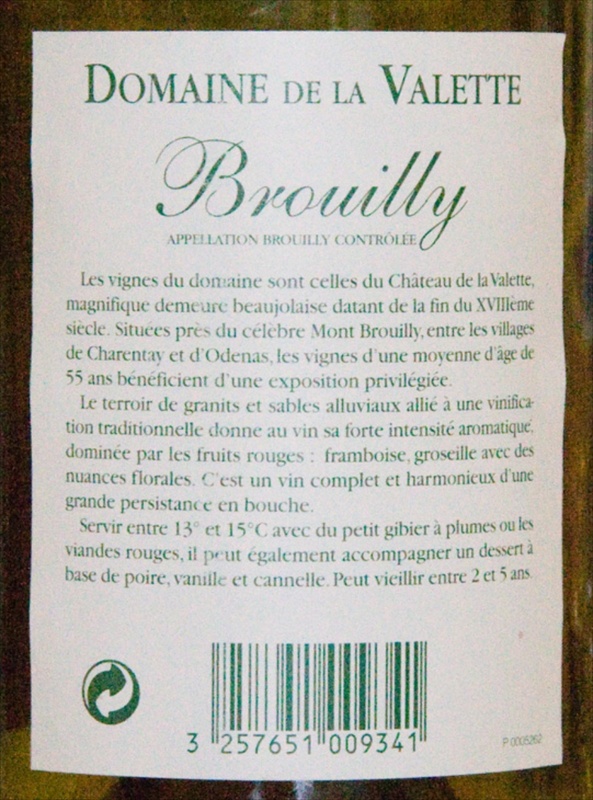 DOMAINE DE LA VALETTE
Brouilly
APPELLATION BROUILLY CONTRÔLÉE
Les vignes du domaine sont celles du Château de la Valette,
magnifique demeure beaujolaise datant de la fin du XVIIIème
siècle. Situées près du célèbre Mont Brouilly, entre les villages
de Charentay et d'Odenas, les vignes d'une moyenne d'âge de
55 ans bénéficient d'une exposition privilégiée.
Le terroir de granits et sables alluviaux allié à une vinifica-
tion traditionnelle donne au vin sa forte intensité aromatique,
dominée par les fruits rouges : framboise, groseille avec des
nuances florales. C'est un vin complet et harmonieux d'une
grande persistance en bouche.
Servir entre 13° et 15°C avec du petit gibier à plumes ou les
viandes rouges, il peut également accompagner un dessert à
base de poire, vanille et cannelle. Peut vieillir entre 2 et 5 ans
3 257651 009341
P 0005262